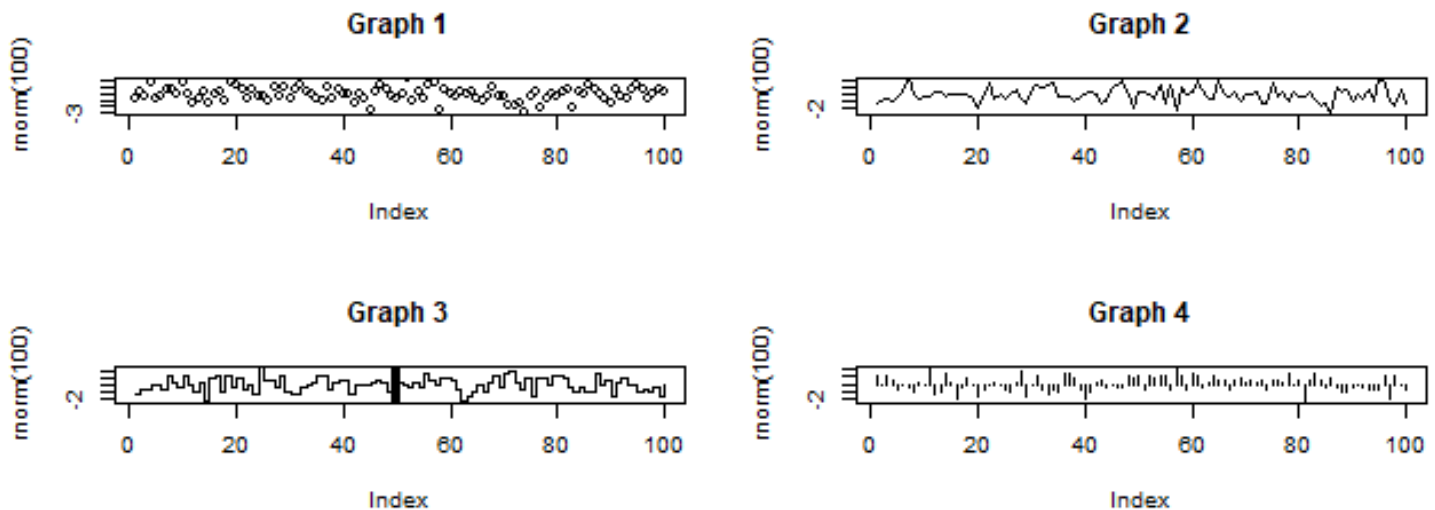 Graph 1
rnorm(100)
-3
0 20 40 60 80 100
Index
Graph 2
rnorm(100)
-2
0 20 40 60 80 100
Index
Graph 3
rnorm(100)
-2
0 20 40 60 80 100
Index
Graph 4
rnorm(100)
-2
0 20 40 60 80 100
Index